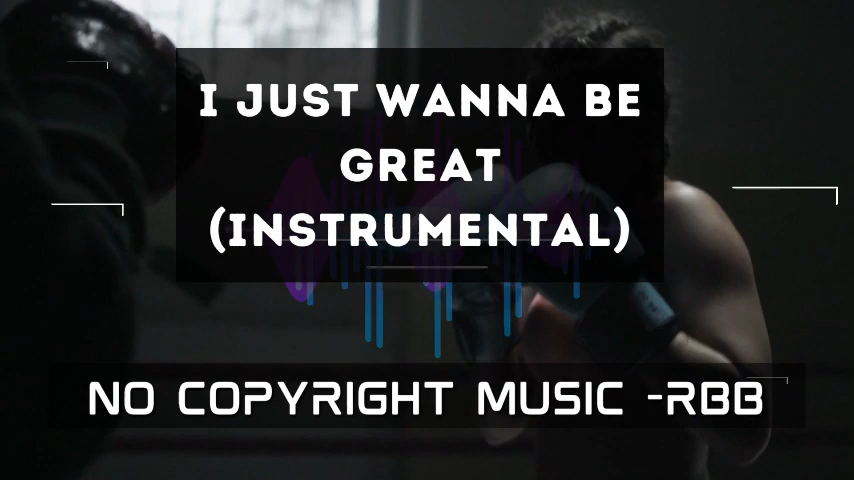 I JUST WANNA BE
GREAT
(INSTRUMENTAL)
NO COPYRIGHT MUSIC -RBB